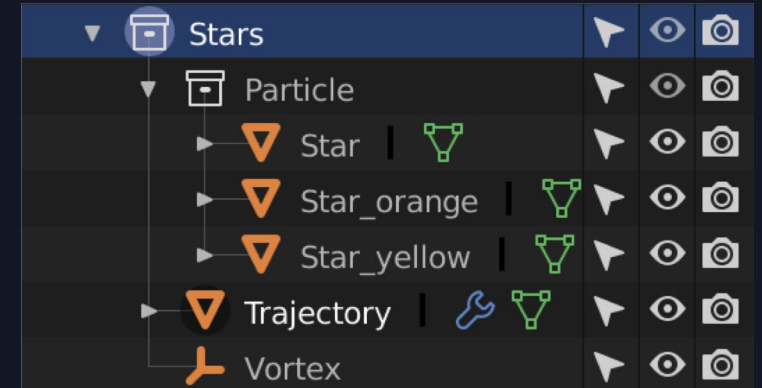 Stars
Particle
Star
Star_orange
Star_yellow
Trajectory
Vortex